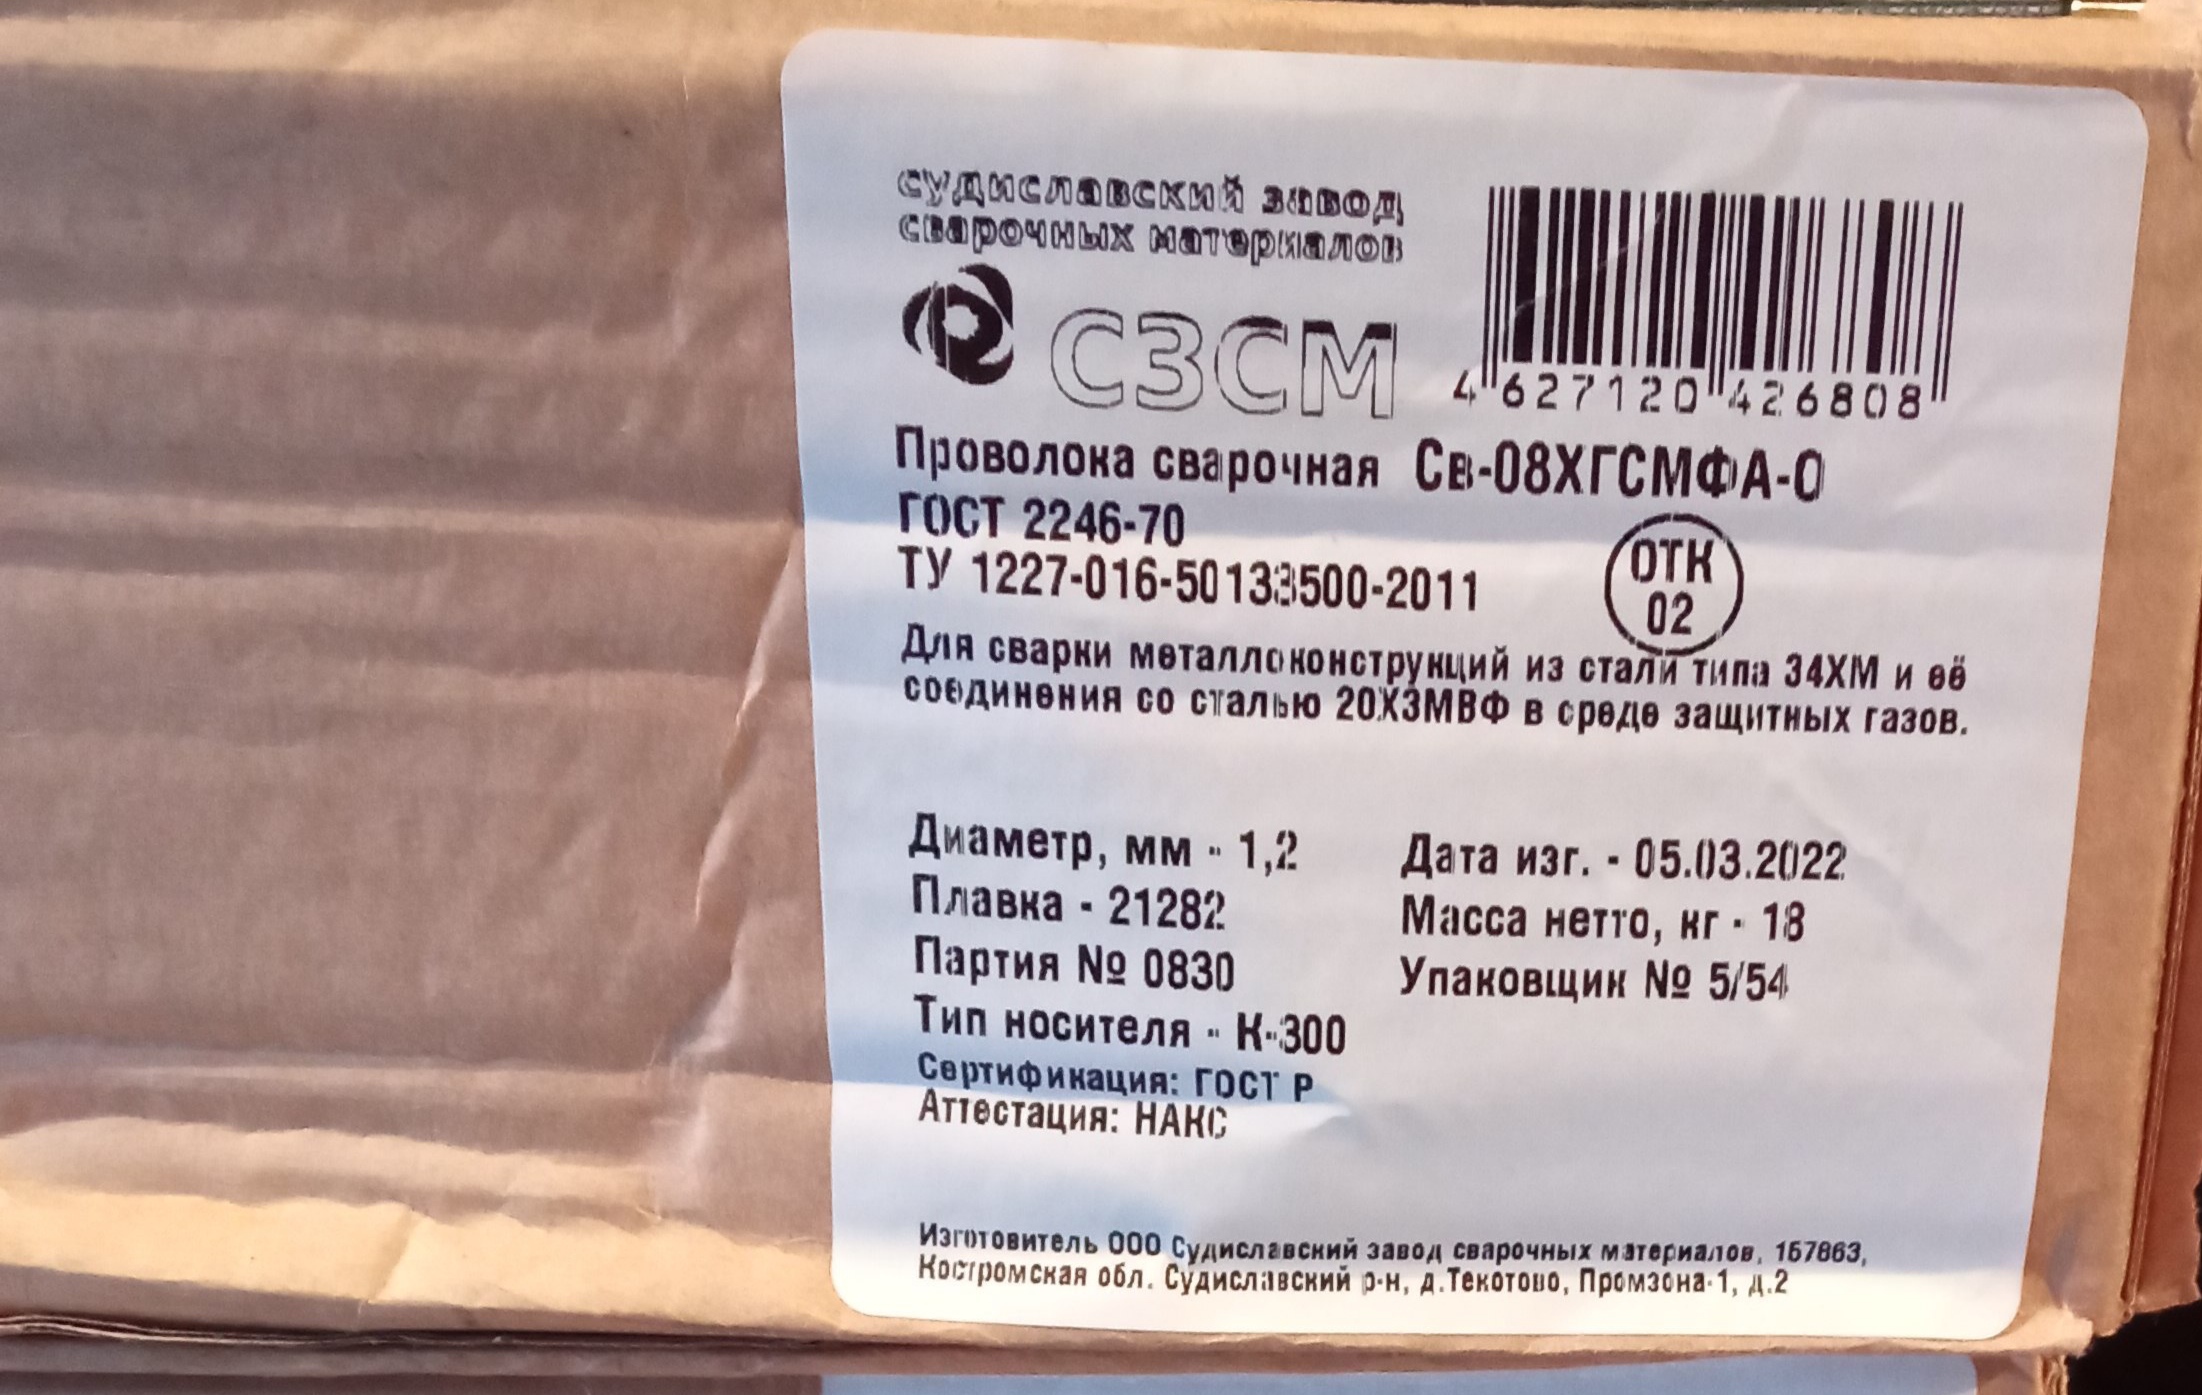 судиславский завод
сварочных материалов
СЗСМ
4 627120 426808
Проволока сварочная Св-08ХГСМФА-О
ГОСТ 2246-70
ТУ 1227-016-50133500-2011
ОТК
02
Для сварки металлоконструкций из стали типа 34ХМ и её
соединения со сталью 20Х3МВФ в среде защитных газов.
Диаметр, мм - 1,2
Дата изг. - 05.03.2022
Плавка - 21282
Масса нетто, кг - 18
Партия № 0830
Упаковщик № 5/54
Тип носителя - К-300
Сертификация: ГОСТ Р
Аттестация: НАКС
Изготовитель ООО Судиславский завод сварочных материалов, 157863,
Костромская обл. Судиславский р-н, д.Текотово, Промзона-1, д.2